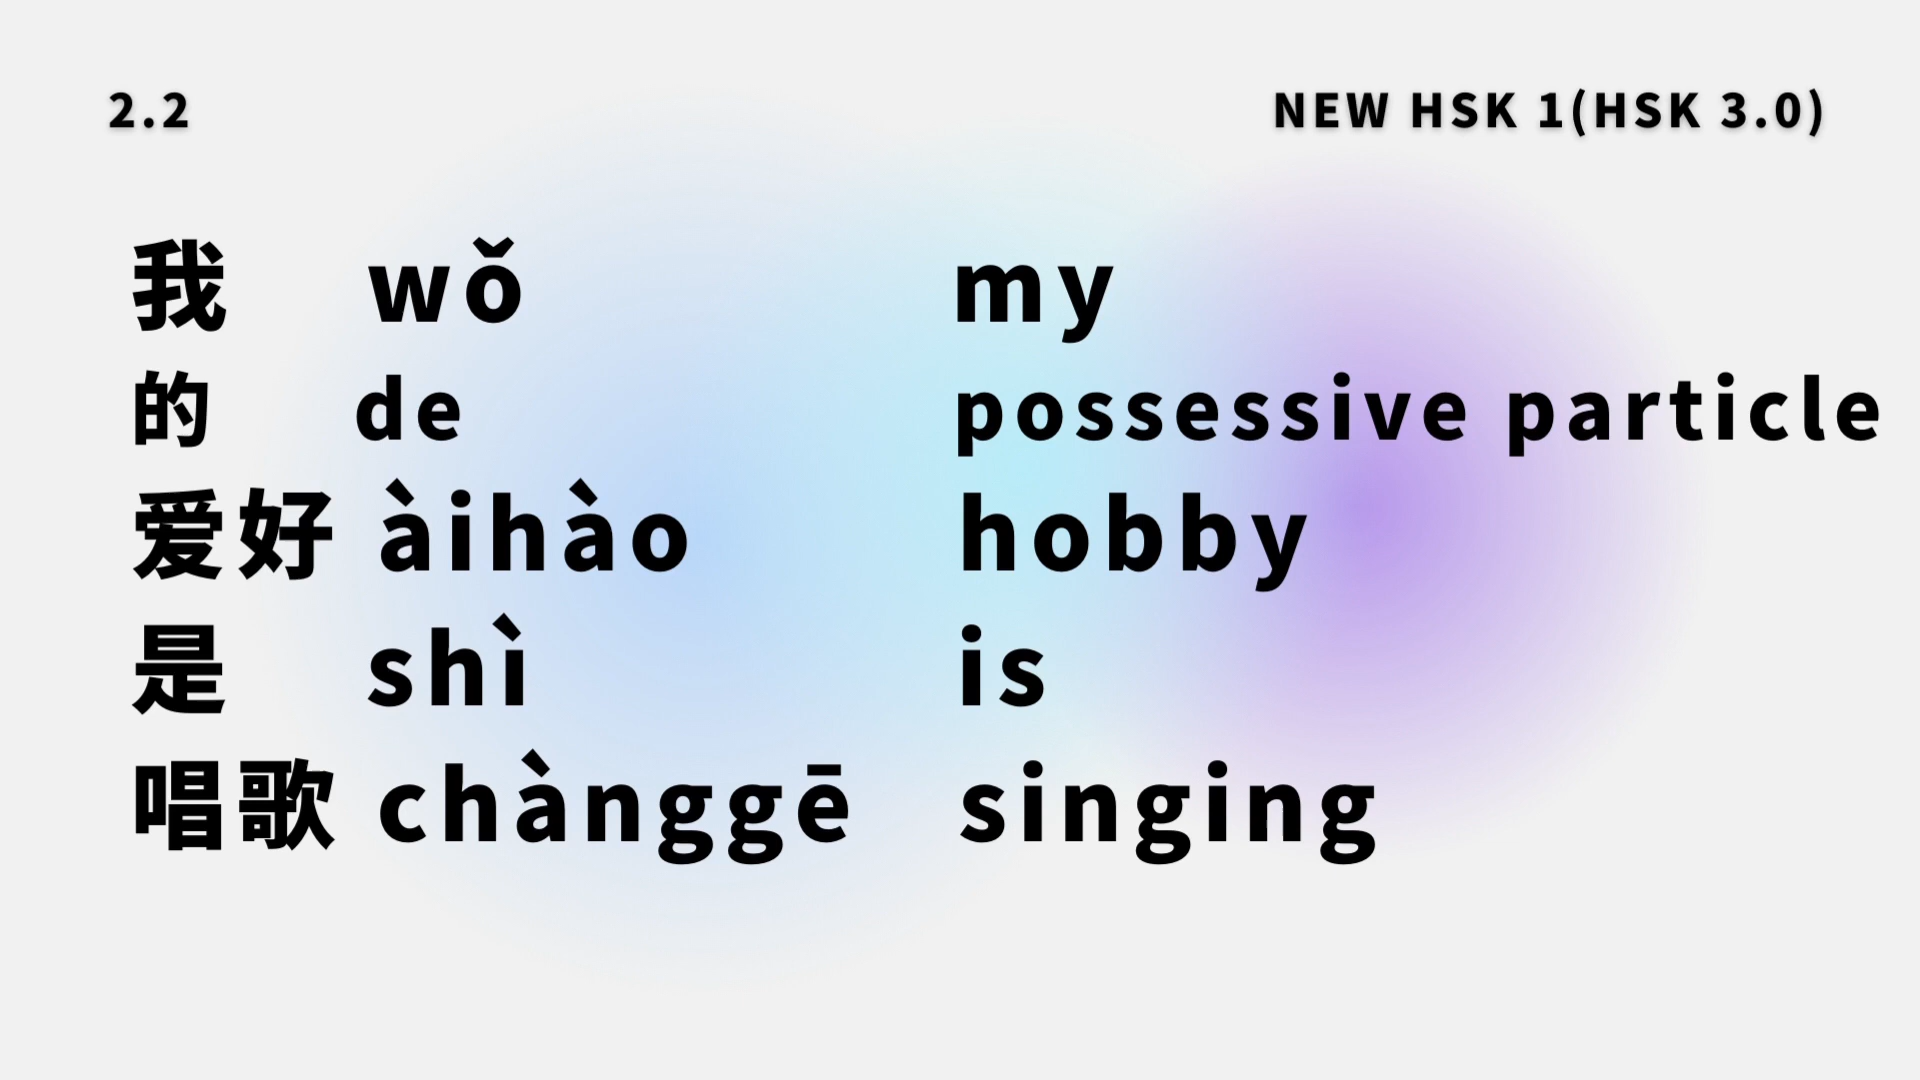 2.2 NEW HSK 1(HSK 3.0)
我 wǒ my
的 de possessive particle
爱好 àihào hobby
是 shì is
唱歌 chànggē singing